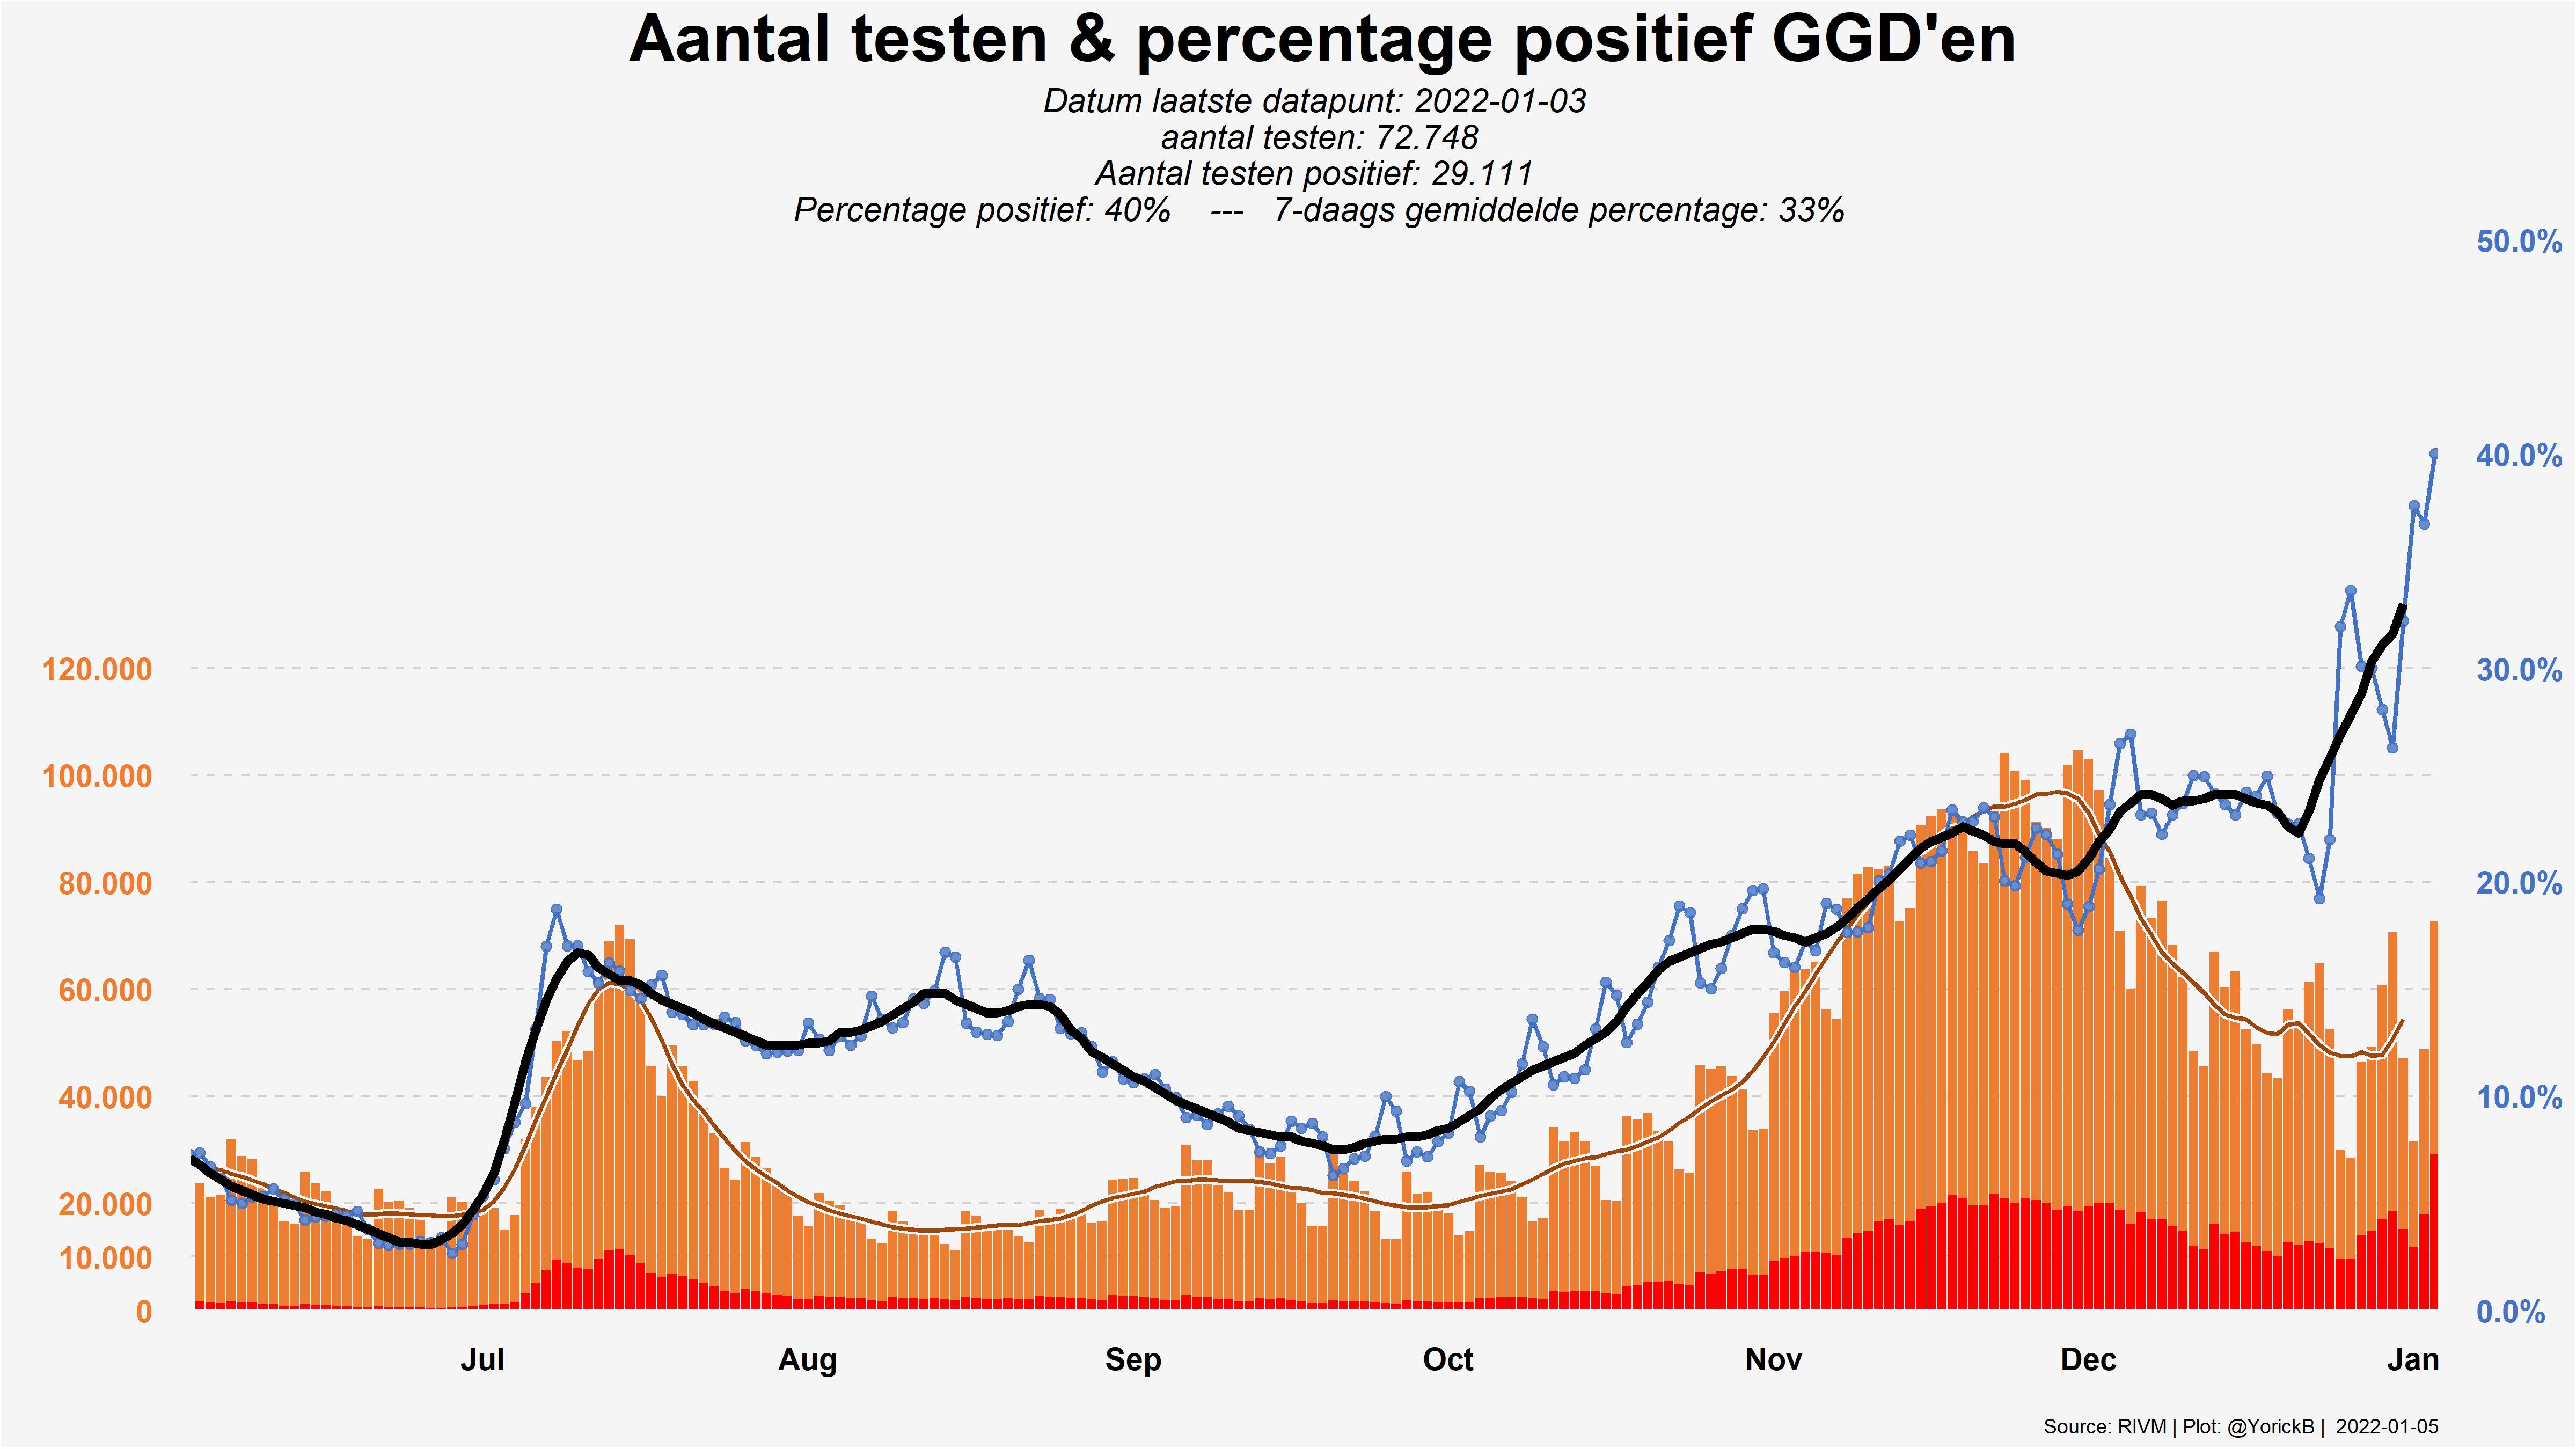 Aantal testen & percentage positief GGD'en
Datum laatste datapunt: 2022-01-03
aantal testen: 72.748
Aantal testen positief: 29.111
Percentage positief: 40% --- 7-daags gemiddelde percentage: 33%
50.0%
40.0%
120.000
30.0%
100.000
80.000
20.0%
60.000
40.000
10.0%
20.000
10.000
0
0.0%
Jul Aug Sep Oct Nov Dec Jan
Source: RIVM | Plot: @YorickB | 2022-01-05